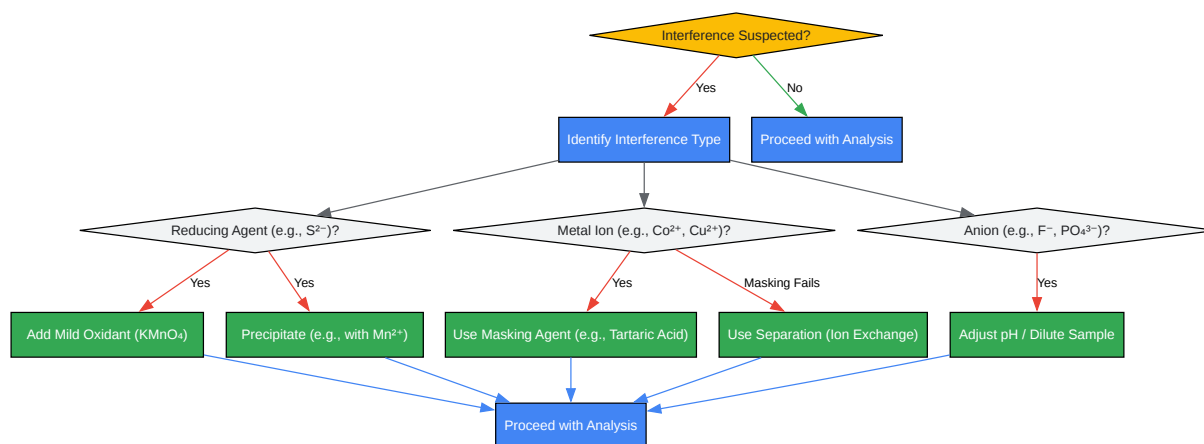 Interference Suspected?
Yes
No
Identify Interference Type
Proceed with Analysis
Reducing Agent (e.g., S²⁻)?
Metal Ion (e.g., Co²⁺, Cu²⁺)?
Anion (e.g., F⁻, PO₄³⁻)?
Yes
Yes
Yes
Masking Fails
Yes
Add Mild Oxidant (KMnO₄)
Precipitate (e.g., with Mn²⁺)
Use Masking Agent (e.g., Tartaric Acid)
Use Separation (Ion Exchange)
Adjust pH / Dilute Sample
Proceed with Analysis